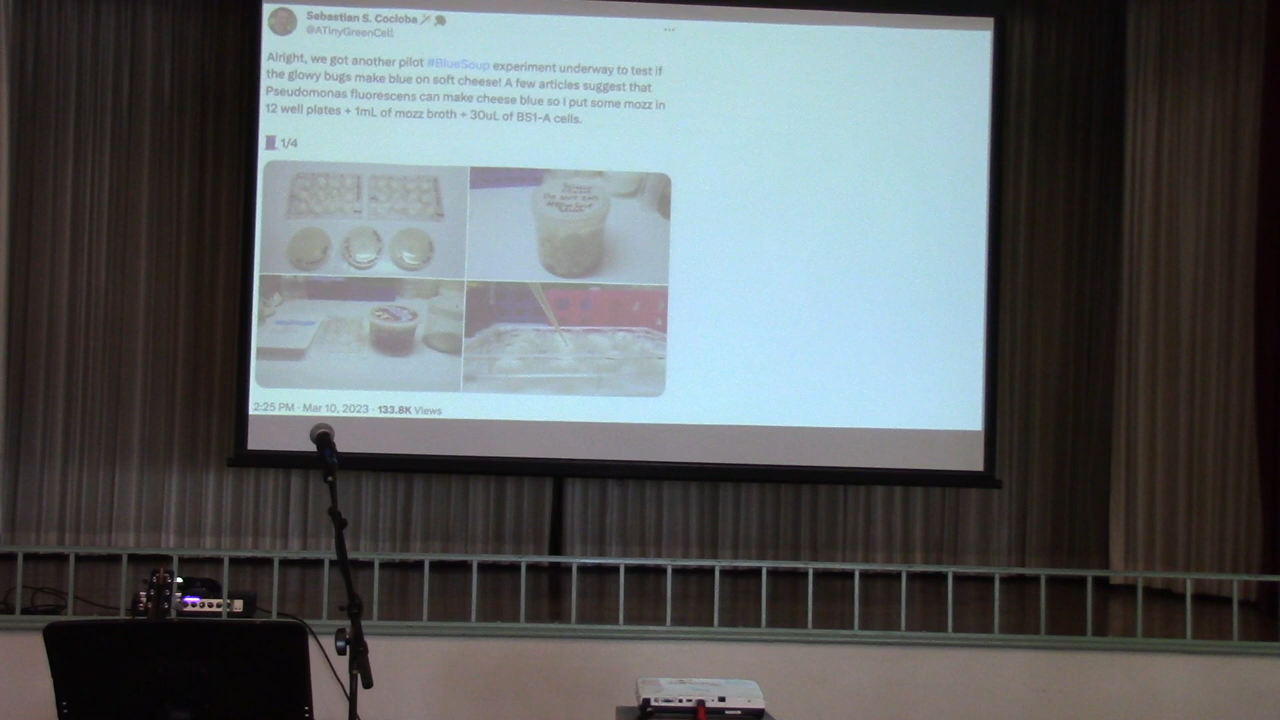 Sebastian S. Cocioba
@ATinyGreenCell
Alright, we got another pilot #BlueSoup experiment underway to test if
the glowy bugs make blue on soft cheese! A few articles suggest that
Pseudomonas fluorescens can make cheese blue so I put some mozz in
12 well plates + 1mL of mozz broth + 30uL of BS1-A cells.
1/4
2:25 PM · Mar 10, 2023 · 133.8K Views